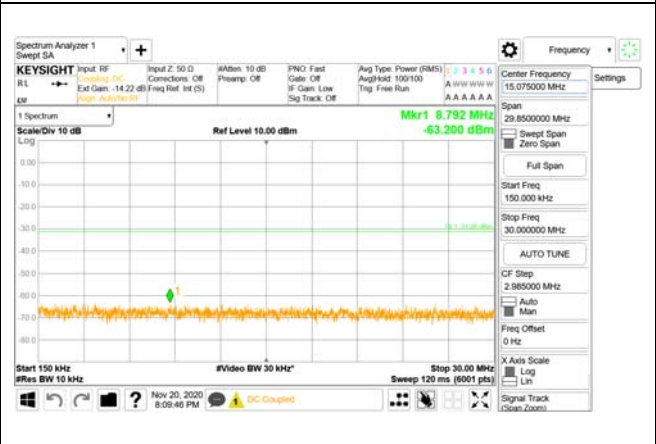 Spectrum Analyzer 1
Swept SA
Frequency
KEYSIGHT
RL
Input: RF
Coupling: DC
Ext Gain: -14.22 dB
Align: Auto/No RF
Input Z: 50 Ω
Corrections: Off
Freq Ref: Int (S)
#Atten: 10 dB
Preamp: Off
PNO: Fast
Gate: Off
IF Gain: Low
Sig Track: Off
Avg Type: Power (RMS)
Avg|Hold: 100/100
Trig: Free Run
1 2 3 4 5 6
A W W W W W
A A A A A A
1 Spectrum
Scale/Div 10 dB
Log
Ref Level 10.00 dBm
Mkr1 8.792 MHz
-63.200 dBm
0.00
-10.0
-20.0
-30.0
-40.0
-50.0
-60.0
-70.0
-80.0
1
Start 150 kHz
#Res BW 10 kHz
#Video BW 30 kHz*
Stop 30.00 MHz
Sweep 120 ms (6001 pts)
Nov 20, 2020
8:09:46 PM
DC Coupled
Center Frequency
15.075000 MHz
Settings
Span
29.8500000 MHz
Swept Span
Zero Span
Full Span
Start Freq
150.000 kHz
Stop Freq
30.000000 MHz
AUTO TUNE
CF Step
2.985000 MHz
Auto
Man
Freq Offset
0 Hz
X Axis Scale
Log
Lin
Signal Track
(Span Zoom)